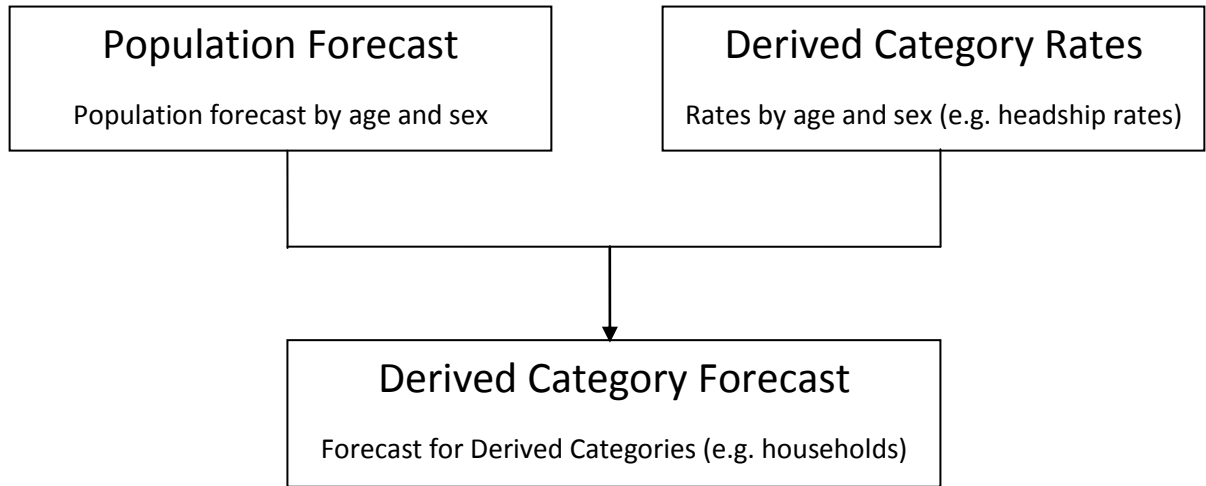 Population Forecast
Population forecast by age and sex
Derived Category Rates
Rates by age and sex (e.g. headship rates)
Derived Category Forecast
Forecast for Derived Categories (e.g. households)